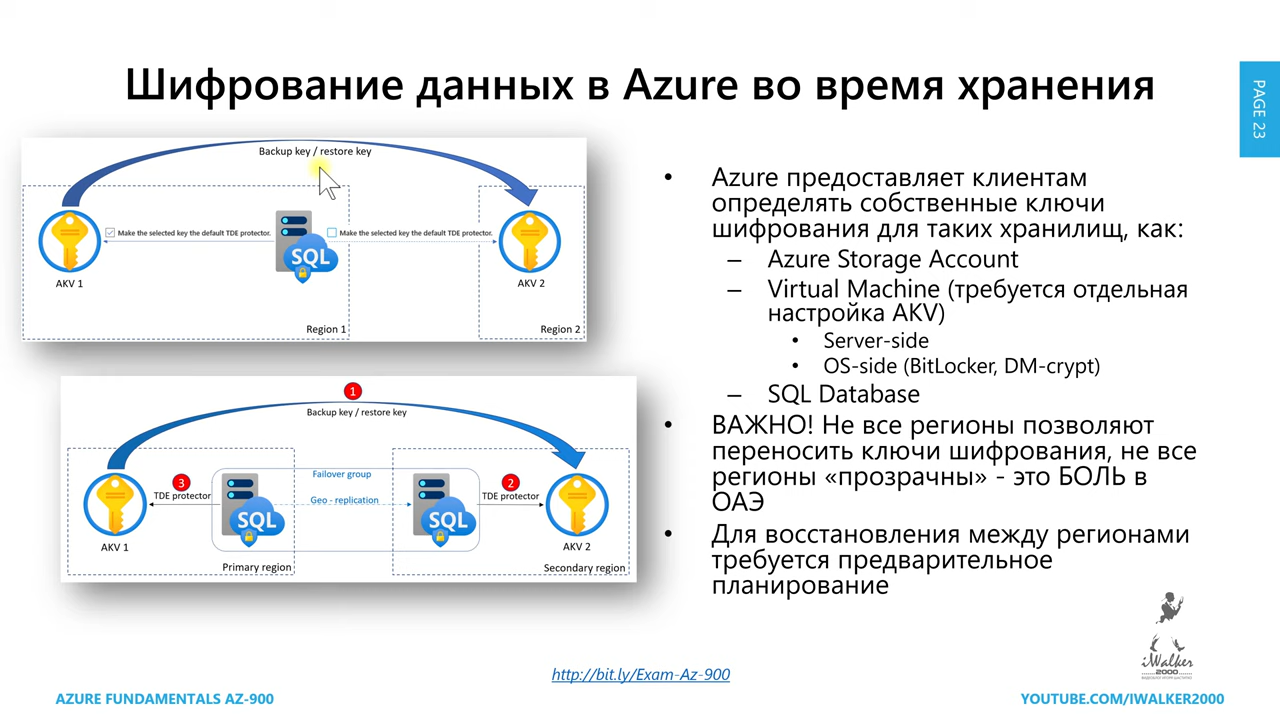 Шифрование данных в Azure во время хранения
PAGE 23
Backup key / restore key
Make the selected key the default TDE protector.
Make the selected key the default TDE protector.
SQL
AKV 1
AKV 2
Region 1
Region 2
1
Backup key / restore key
Failover group
3
2
TDE protector
TDE protector
Geo - replication
SQL
SQL
AKV 1
AKV 2
Primary region
Secondary region
• Azure предоставляет клиентам
определять собственные ключи
шифрования для таких хранилищ, как:
– Azure Storage Account
– Virtual Machine (требуется отдельная
настройка AKV)
• Server-side
• OS-side (BitLocker, DM-crypt)
– SQL Database
• ВАЖНО! Не все регионы позволяют
переносить ключи шифрования, не все
регионы «прозрачны» - это БОЛЬ в
ОАЭ
• Для восстановления между регионами
требуется предварительное
планирование
iWalker
2000
http://bit.ly/Exam-Az-900
AZURE FUNDAMENTALS AZ-900
YOUTUBE.COM/IWALKER2000